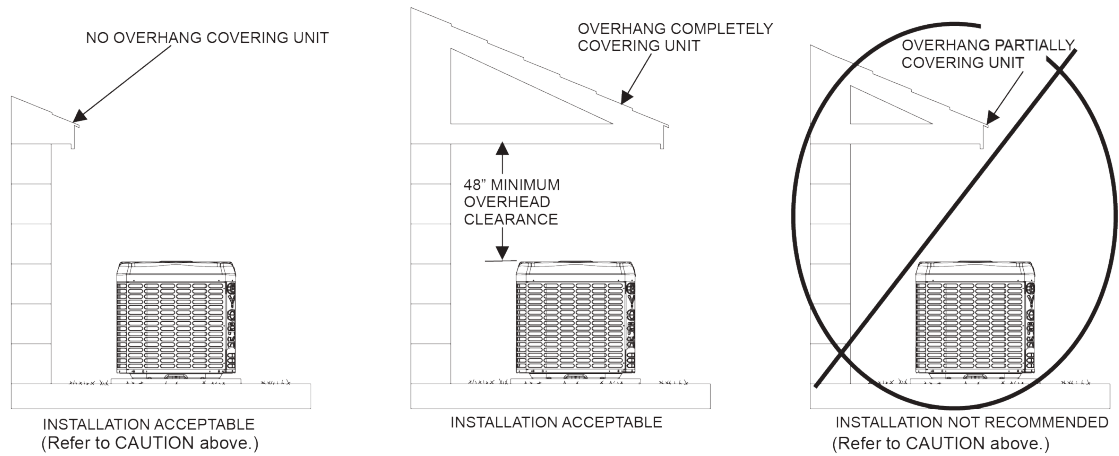 NO OVERHANG COVERING UNIT
INSTALLATION ACCEPTABLE
(Refer to CAUTION above.)
OVERHANG COMPLETELY
COVERING UNIT
48” MINIMUM
OVERHEAD
CLEARANCE
INSTALLATION ACCEPTABLE
OVERHANG PARTIALLY
COVERING UNIT
INSTALLATION NOT RECOMMENDED
(Refer to CAUTION above.)